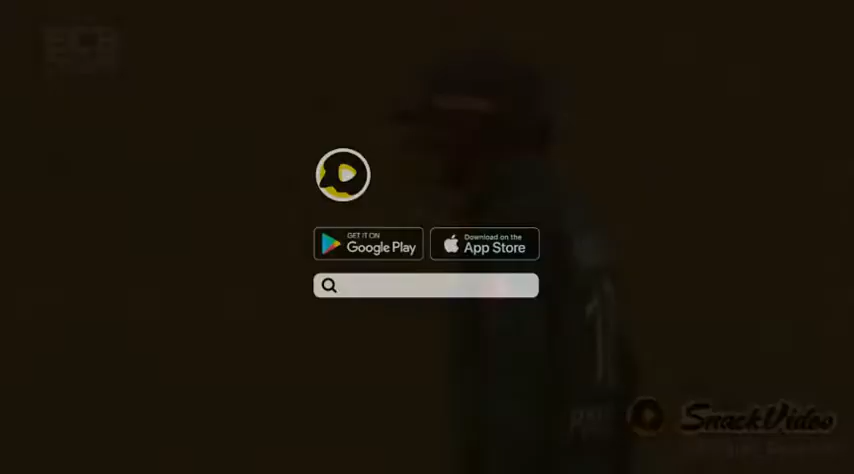 GET IT ON
Google Play
Download on the
App Store
SnackVideo